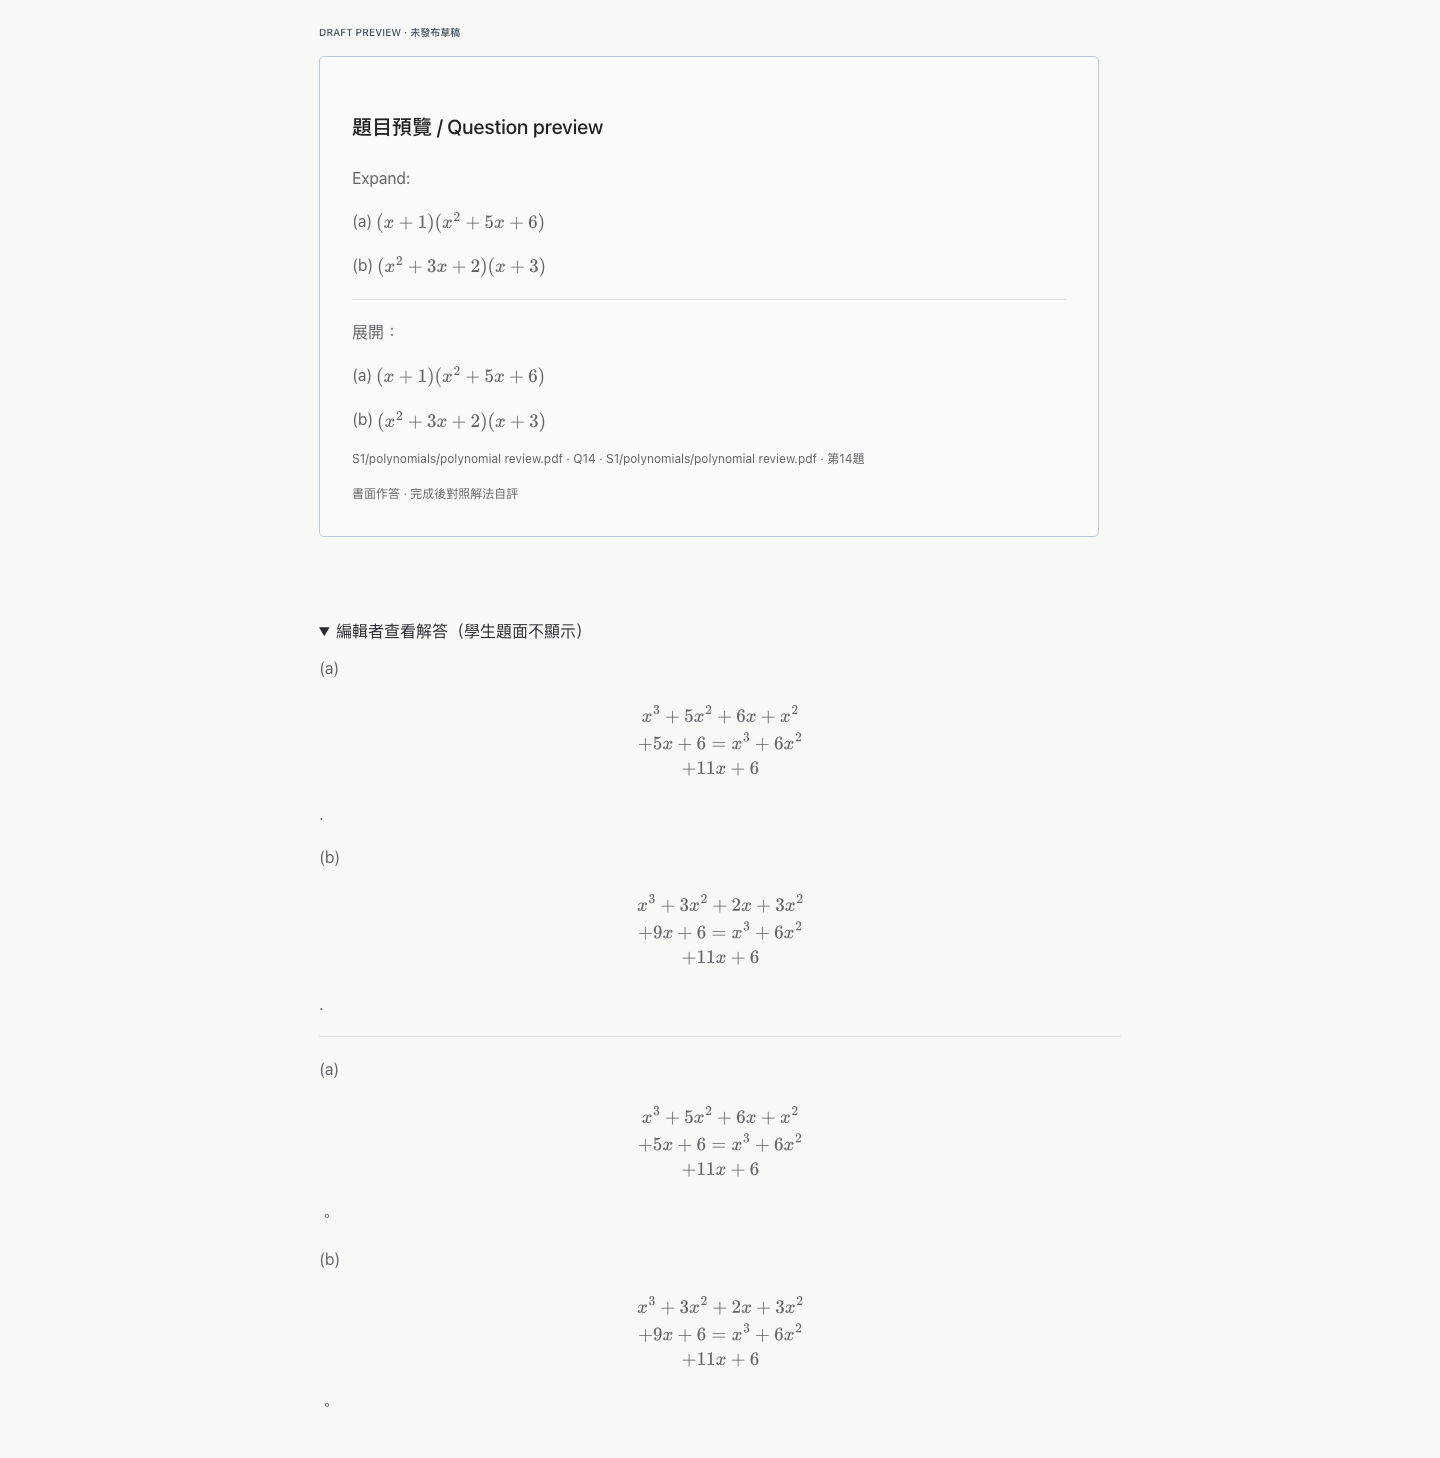 DRAFT PREVIEW · 未發布草稿
題目預覽 / Question preview
Expand:
(a) (x + 1)(x² + 5x + 6)
(b) (x² + 3x + 2)(x + 3)
展開：
(a) (x + 1)(x² + 5x + 6)
(b) (x² + 3x + 2)(x + 3)
S1/polynomials/polynomial review.pdf · Q14 · S1/polynomials/polynomial review.pdf · 第14題
書面作答 · 完成後對照解法自評
▼ 編輯者查看解答（學生題面不顯示）
(a)
x³ + 5x² + 6x + x²
+5x + 6 = x³ + 6x²
+11x + 6
.
(b)
x³ + 3x² + 2x + 3x²
+9x + 6 = x³ + 6x²
+11x + 6
.
(a)
x³ + 5x² + 6x + x²
+5x + 6 = x³ + 6x²
+11x + 6
。
(b)
x³ + 3x² + 2x + 3x²
+9x + 6 = x³ + 6x²
+11x + 6
。